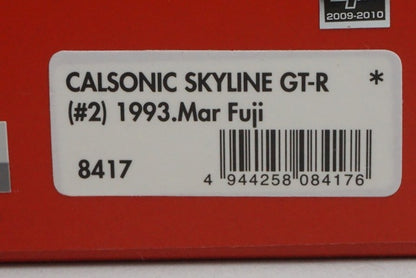 2009-2010
CALSONIC SKYLINE GT-R *
(#2) 1993.Mar Fuji
8417
4 944258 084176